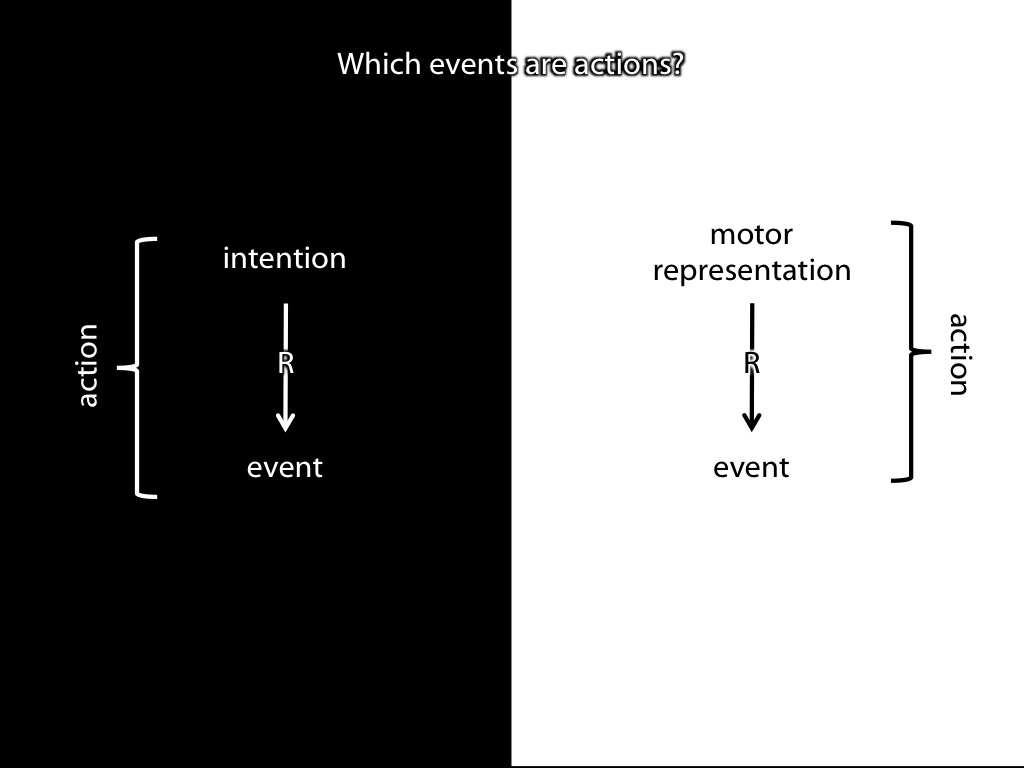 Which events are actions?
action
intention
R
event
motor
representation
R
event
action